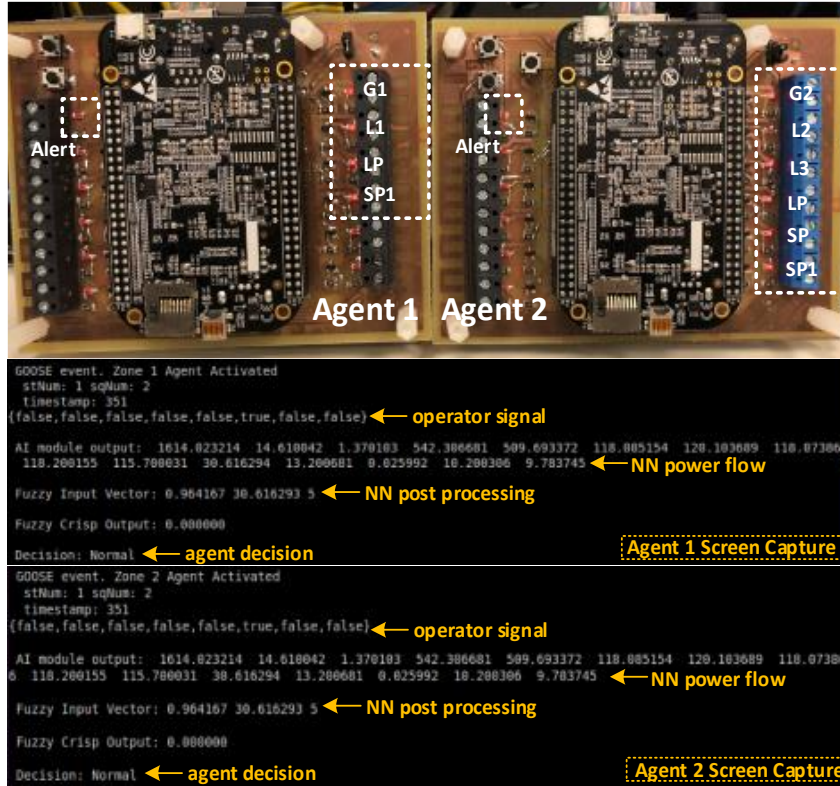 G1
L1
LP
SP1
Alert
Agent 1
G2
L2
L3
LP
SP
SP1
Alert
Agent 2
GOOSE event. Zone 1 Agent Activated
stNum: 1 sqNum: 2
timestamp: 351
{false,false,false,false,false,true,false,false} operator signal
AI module output: 1614.023214 14.610042 1.370103 542.306681 509.693372 118.085154 120.103689 118.07386
118.200155 115.700031 30.616294 13.200681 0.025992 10.200306 9.783745 NN power flow
Fuzzy Input Vector: 0.964167 30.616293 5 NN post processing
Fuzzy Crisp Output: 0.000000
Decision: Normal agent decision
Agent 1 Screen Capture
GOOSE event. Zone 2 Agent Activated
stNum: 1 sqNum: 2
timestamp: 351
{false,false,false,false,false,true,false,false} operator signal
AI module output: 1614.023214 14.610042 1.370103 542.306681 509.693372 118.085154 120.103689 118.0738
6 118.200155 115.700031 30.616294 13.200681 0.025992 10.200306 9.783745 NN power flow
Fuzzy Input Vector: 0.964167 30.616293 5 NN post processing
Fuzzy Crisp Output: 0.000000
Decision: Normal agent decision
Agent 2 Screen Capture